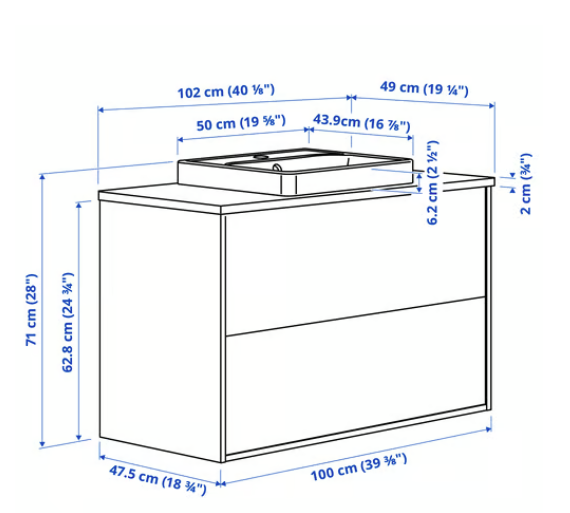 102 cm (40 ⅛")
49 cm (19 ¼")
50 cm (19 ⅝")
43.9cm (16 ⅞")
6.2 cm (2 ½")
2 cm (¾")
71 cm (28")
62.8 cm (24 ¾")
47.5 cm (18 ¾")
100 cm (39 ⅜")